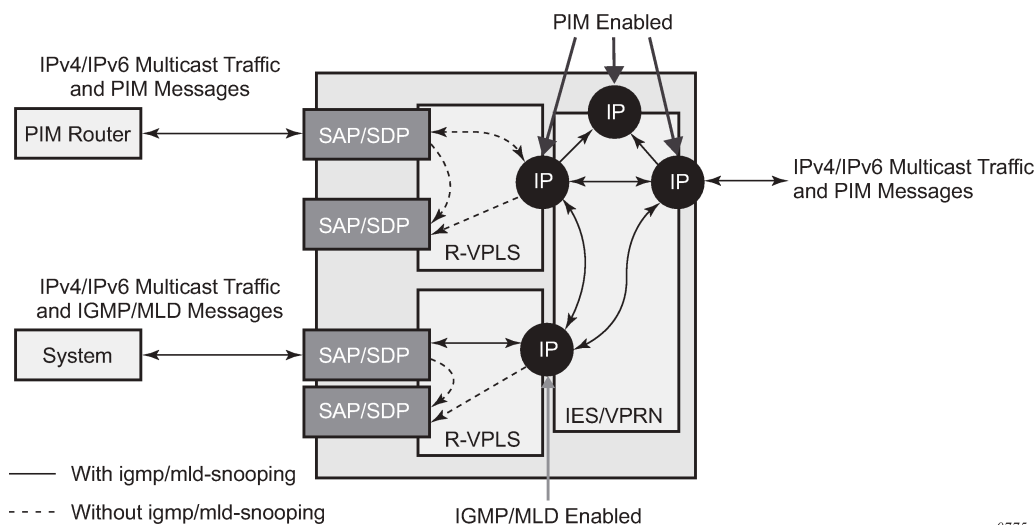 PIM Enabled
IPv4/IPv6 Multicast Traffic
and PIM Messages
PIM Router
SAP/SDP
IP
IP
IP
IPv4/IPv6 Multicast Traffic
and PIM Messages
SAP/SDP
R-VPLS
IPv4/IPv6 Multicast Traffic
and IGMP/MLD Messages
System
SAP/SDP
IP
SAP/SDP
IES/VPRN
R-VPLS
With igmp/mld-snooping
Without igmp/mld-snooping
IGMP/MLD Enabled